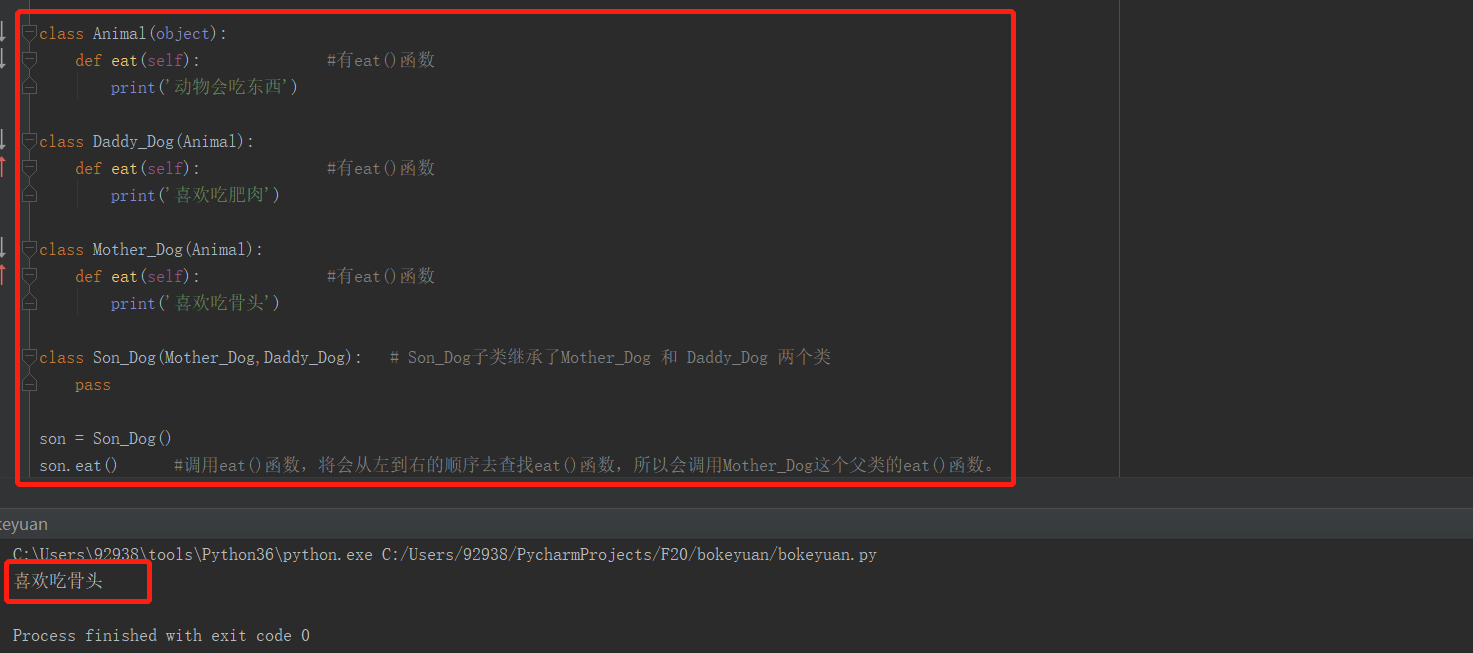 class Animal(object):
    def eat(self):              #有eat()函数
        print('动物会吃东西')
class Daddy_Dog(Animal):
    def eat(self):              #有eat()函数
        print('喜欢吃肥肉')
class Mother_Dog(Animal):
    def eat(self):              #有eat()函数
        print('喜欢吃骨头')
class Son_Dog(Mother_Dog,Daddy_Dog):   # Son_Dog子类继承了Mother_Dog 和 Daddy_Dog 两个类
    pass
son = Son_Dog()
son.eat()      #调用eat()函数，将会从左到右的顺序去查找eat()函数，所以会调用Mother_Dog这个父类的eat()函数。
keyuan
C:\Users\92938\tools\Python36\python.exe C:/Users/92938/PycharmProjects/F20/bokeyuan/bokeyuan.py
喜欢吃骨头
Process finished with exit code 0